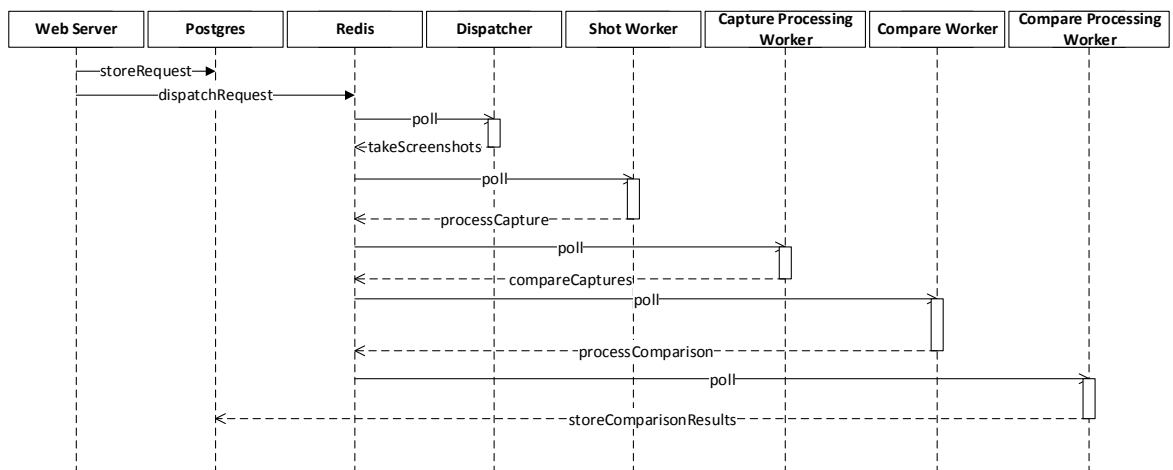 Web Server
Postgres
Redis
Dispatcher
Shot Worker
Capture Processing
Worker
Compare Worker
Compare Processing
Worker
storeRequest
dispatchRequest
poll
takeScreenshots
poll
processCapture
poll
compareCaptures
poll
processComparison
poll
storeComparisonResults